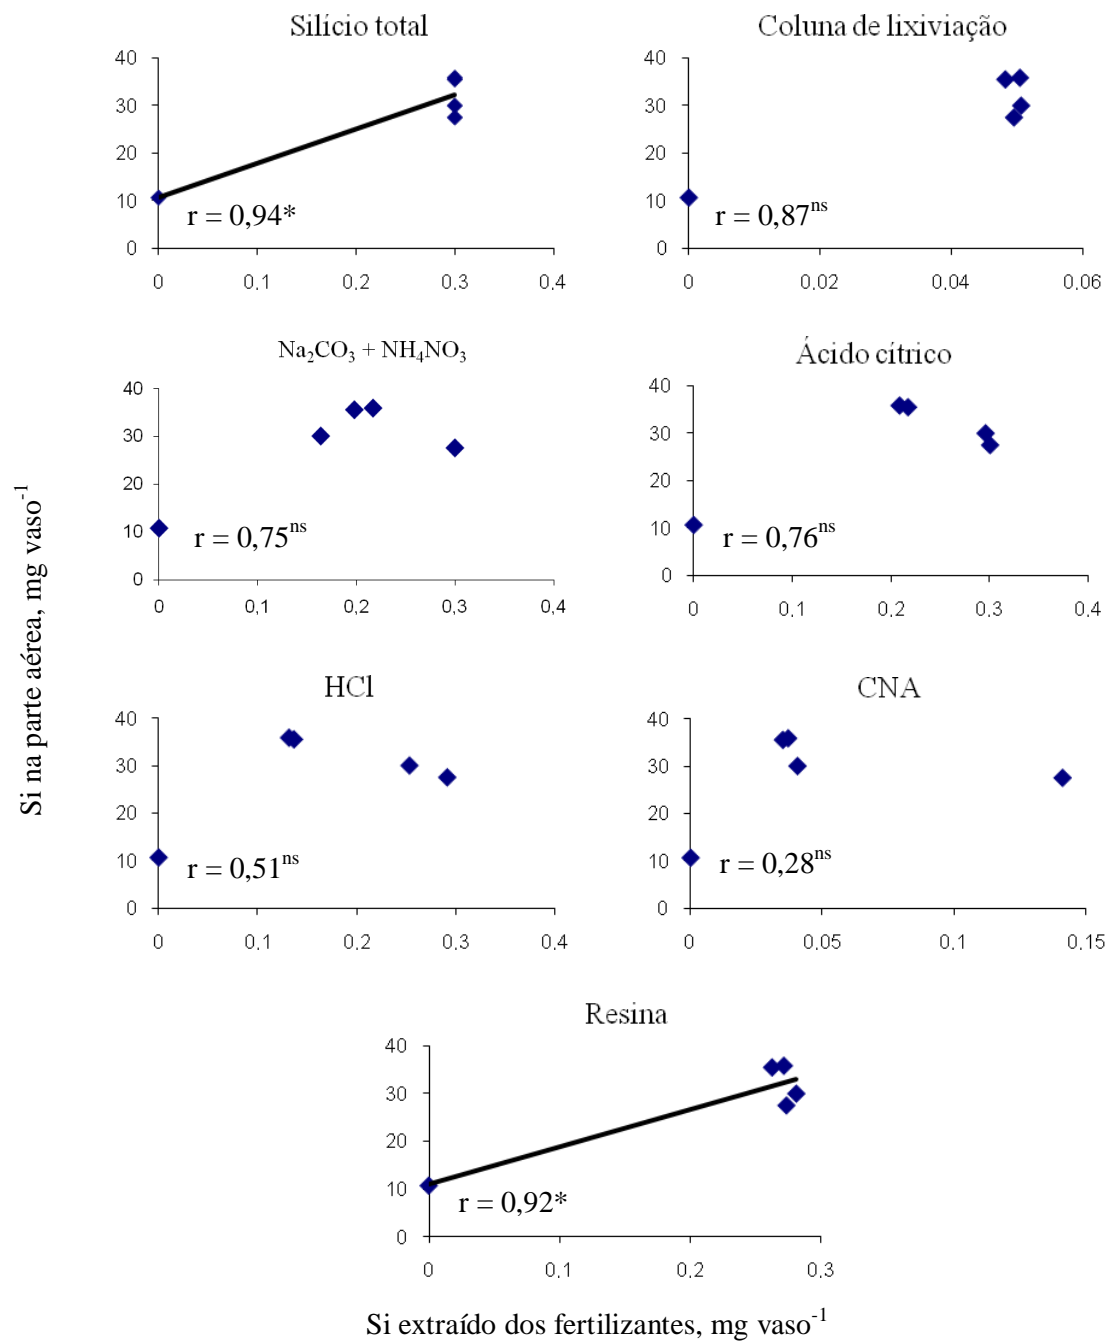 Silício total
40
30
20
10
0
r = 0,94*
0 0,1 0,2 0,3 0,4
Coluna de lixiviação
40
30
20
10
0
r = 0,87ns
0 0,02 0,04 0,06
Na2CO3 + NH4NO3
40
30
20
10
0
r = 0,75ns
0 0,1 0,2 0,3 0,4
Ácido cítrico
40
30
20
10
0
r = 0,76ns
0 0,1 0,2 0,3 0,4
Si na parte aérea, mg vaso-1
HCl
40
30
20
10
0
r = 0,51ns
0 0,1 0,2 0,3 0,4
CNA
40
30
20
10
0
r = 0,28ns
0 0,05 0,1 0,15
Resina
40
30
20
10
0
r = 0,92*
0 0,1 0,2 0,3
Si extraído dos fertilizantes, mg vaso-1